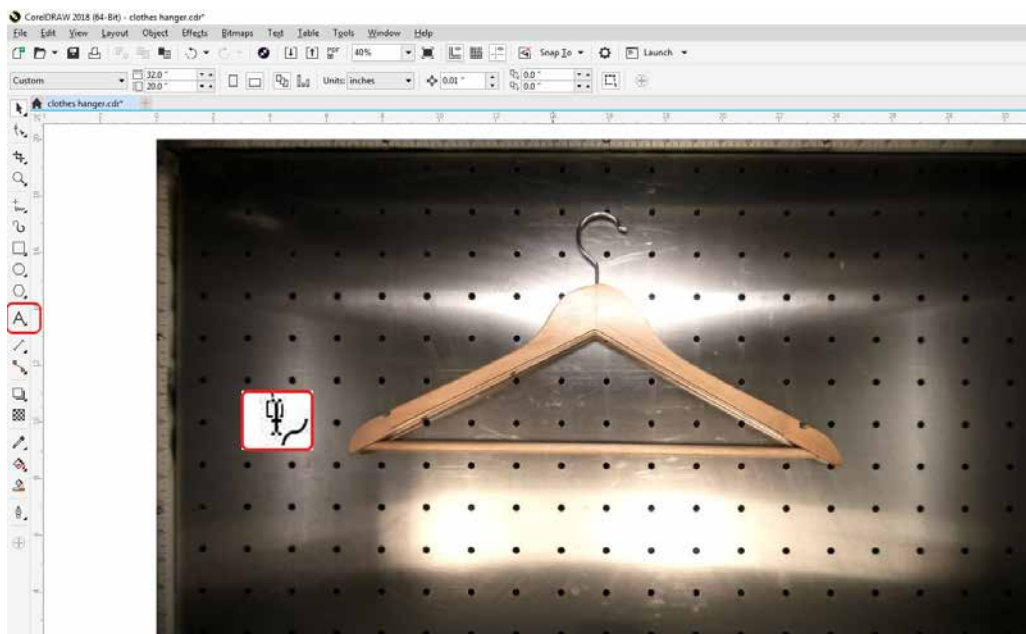 CorelDRAW 2018 (64-Bit) - clothes hanger.cdr*
File Edit View Layout Object Effects Bitmaps Text Table Tools Window Help
PDF 40% Snap To Launch
Custom 32.0 " Units: inches 0.01 " 0.0 "
20.0 " 0.0 "
clothes hanger.cdr*
A